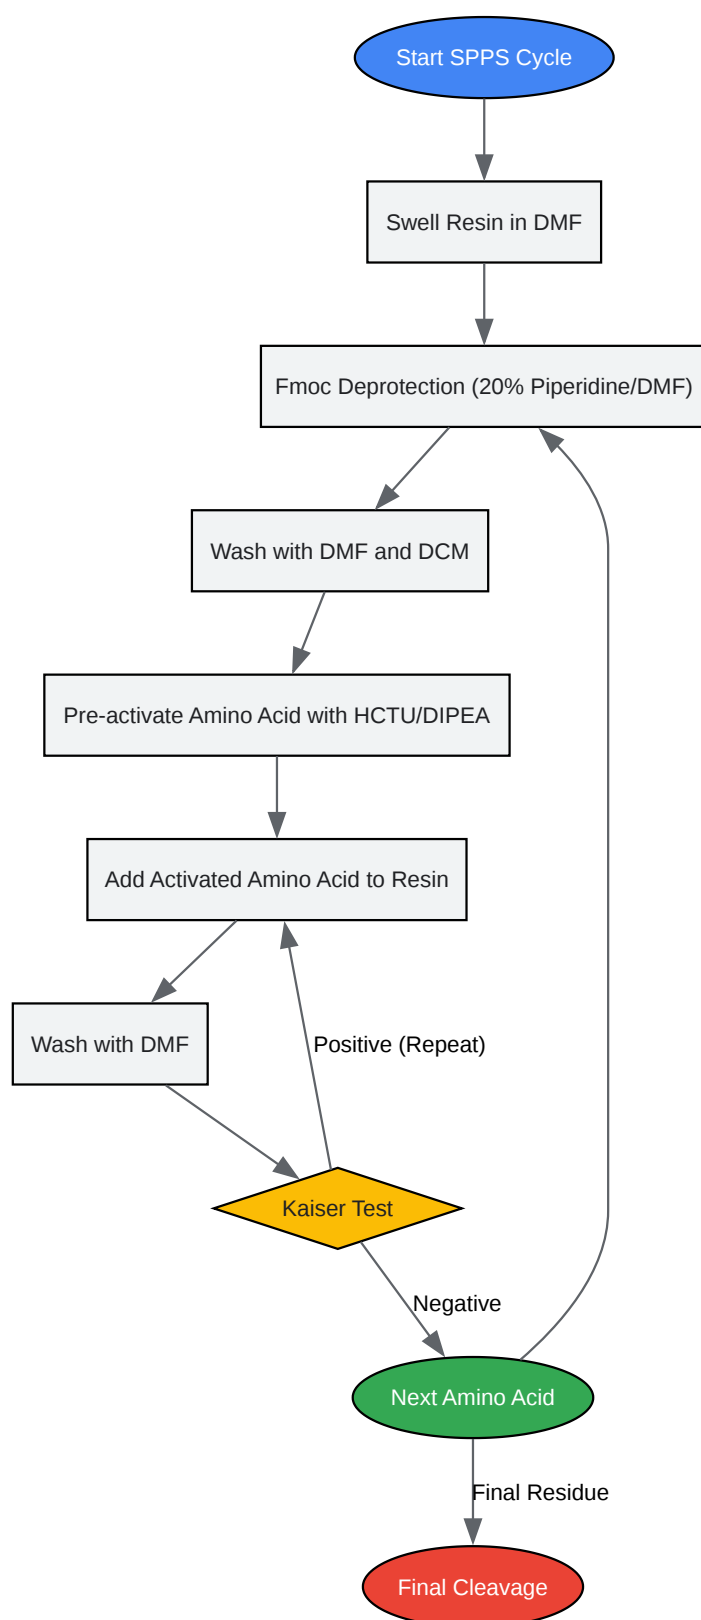 Start SPPS Cycle
Swell Resin in DMF
Fmoc Deprotection (20% Piperidine/DMF)
Wash with DMF and DCM
Pre-activate Amino Acid with HCTU/DIPEA
Add Activated Amino Acid to Resin
Wash with DMF
Positive (Repeat)
Kaiser Test
Negative
Next Amino Acid
Final Residue
Final Cleavage